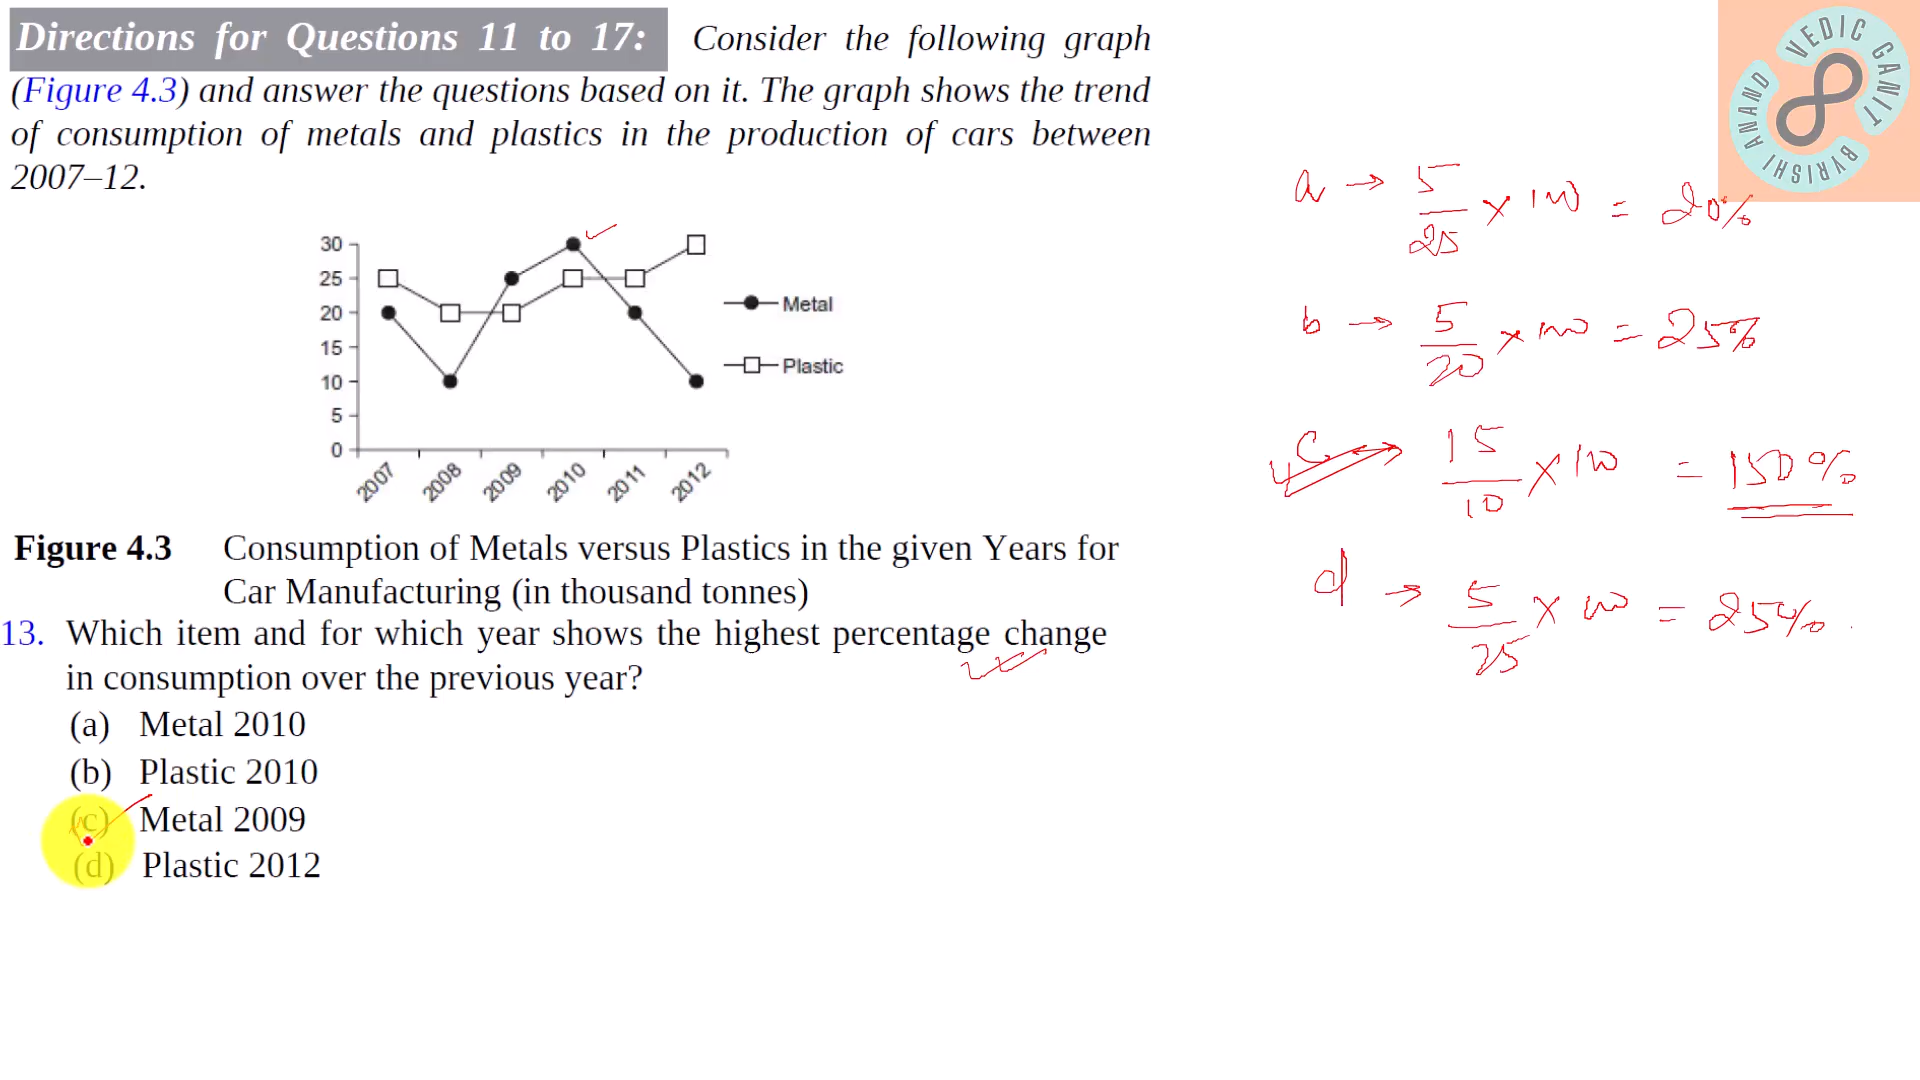 Directions for Questions 11 to 17: Consider the following graph
(Figure 4.3) and answer the questions based on it. The graph shows the trend
of consumption of metals and plastics in the production of cars between
2007–12.
30
25
20
15
10
5
0
2007 2008 2009 2010 2011 2012
Metal
Plastic
Figure 4.3 Consumption of Metals versus Plastics in the given Years for
Car Manufacturing (in thousand tonnes)
13. Which item and for which year shows the highest percentage change
in consumption over the previous year?
(a) Metal 2010
(b) Plastic 2010
(c) Metal 2009
(d) Plastic 2012
a → 5/25 × 100 = 20%
b → 5/20 × 100 = 25%
C → 15/10 × 100 = 150%
d → 5/25 × 100 = 25%
VEDIC GANIT
BY RISHI ANAND